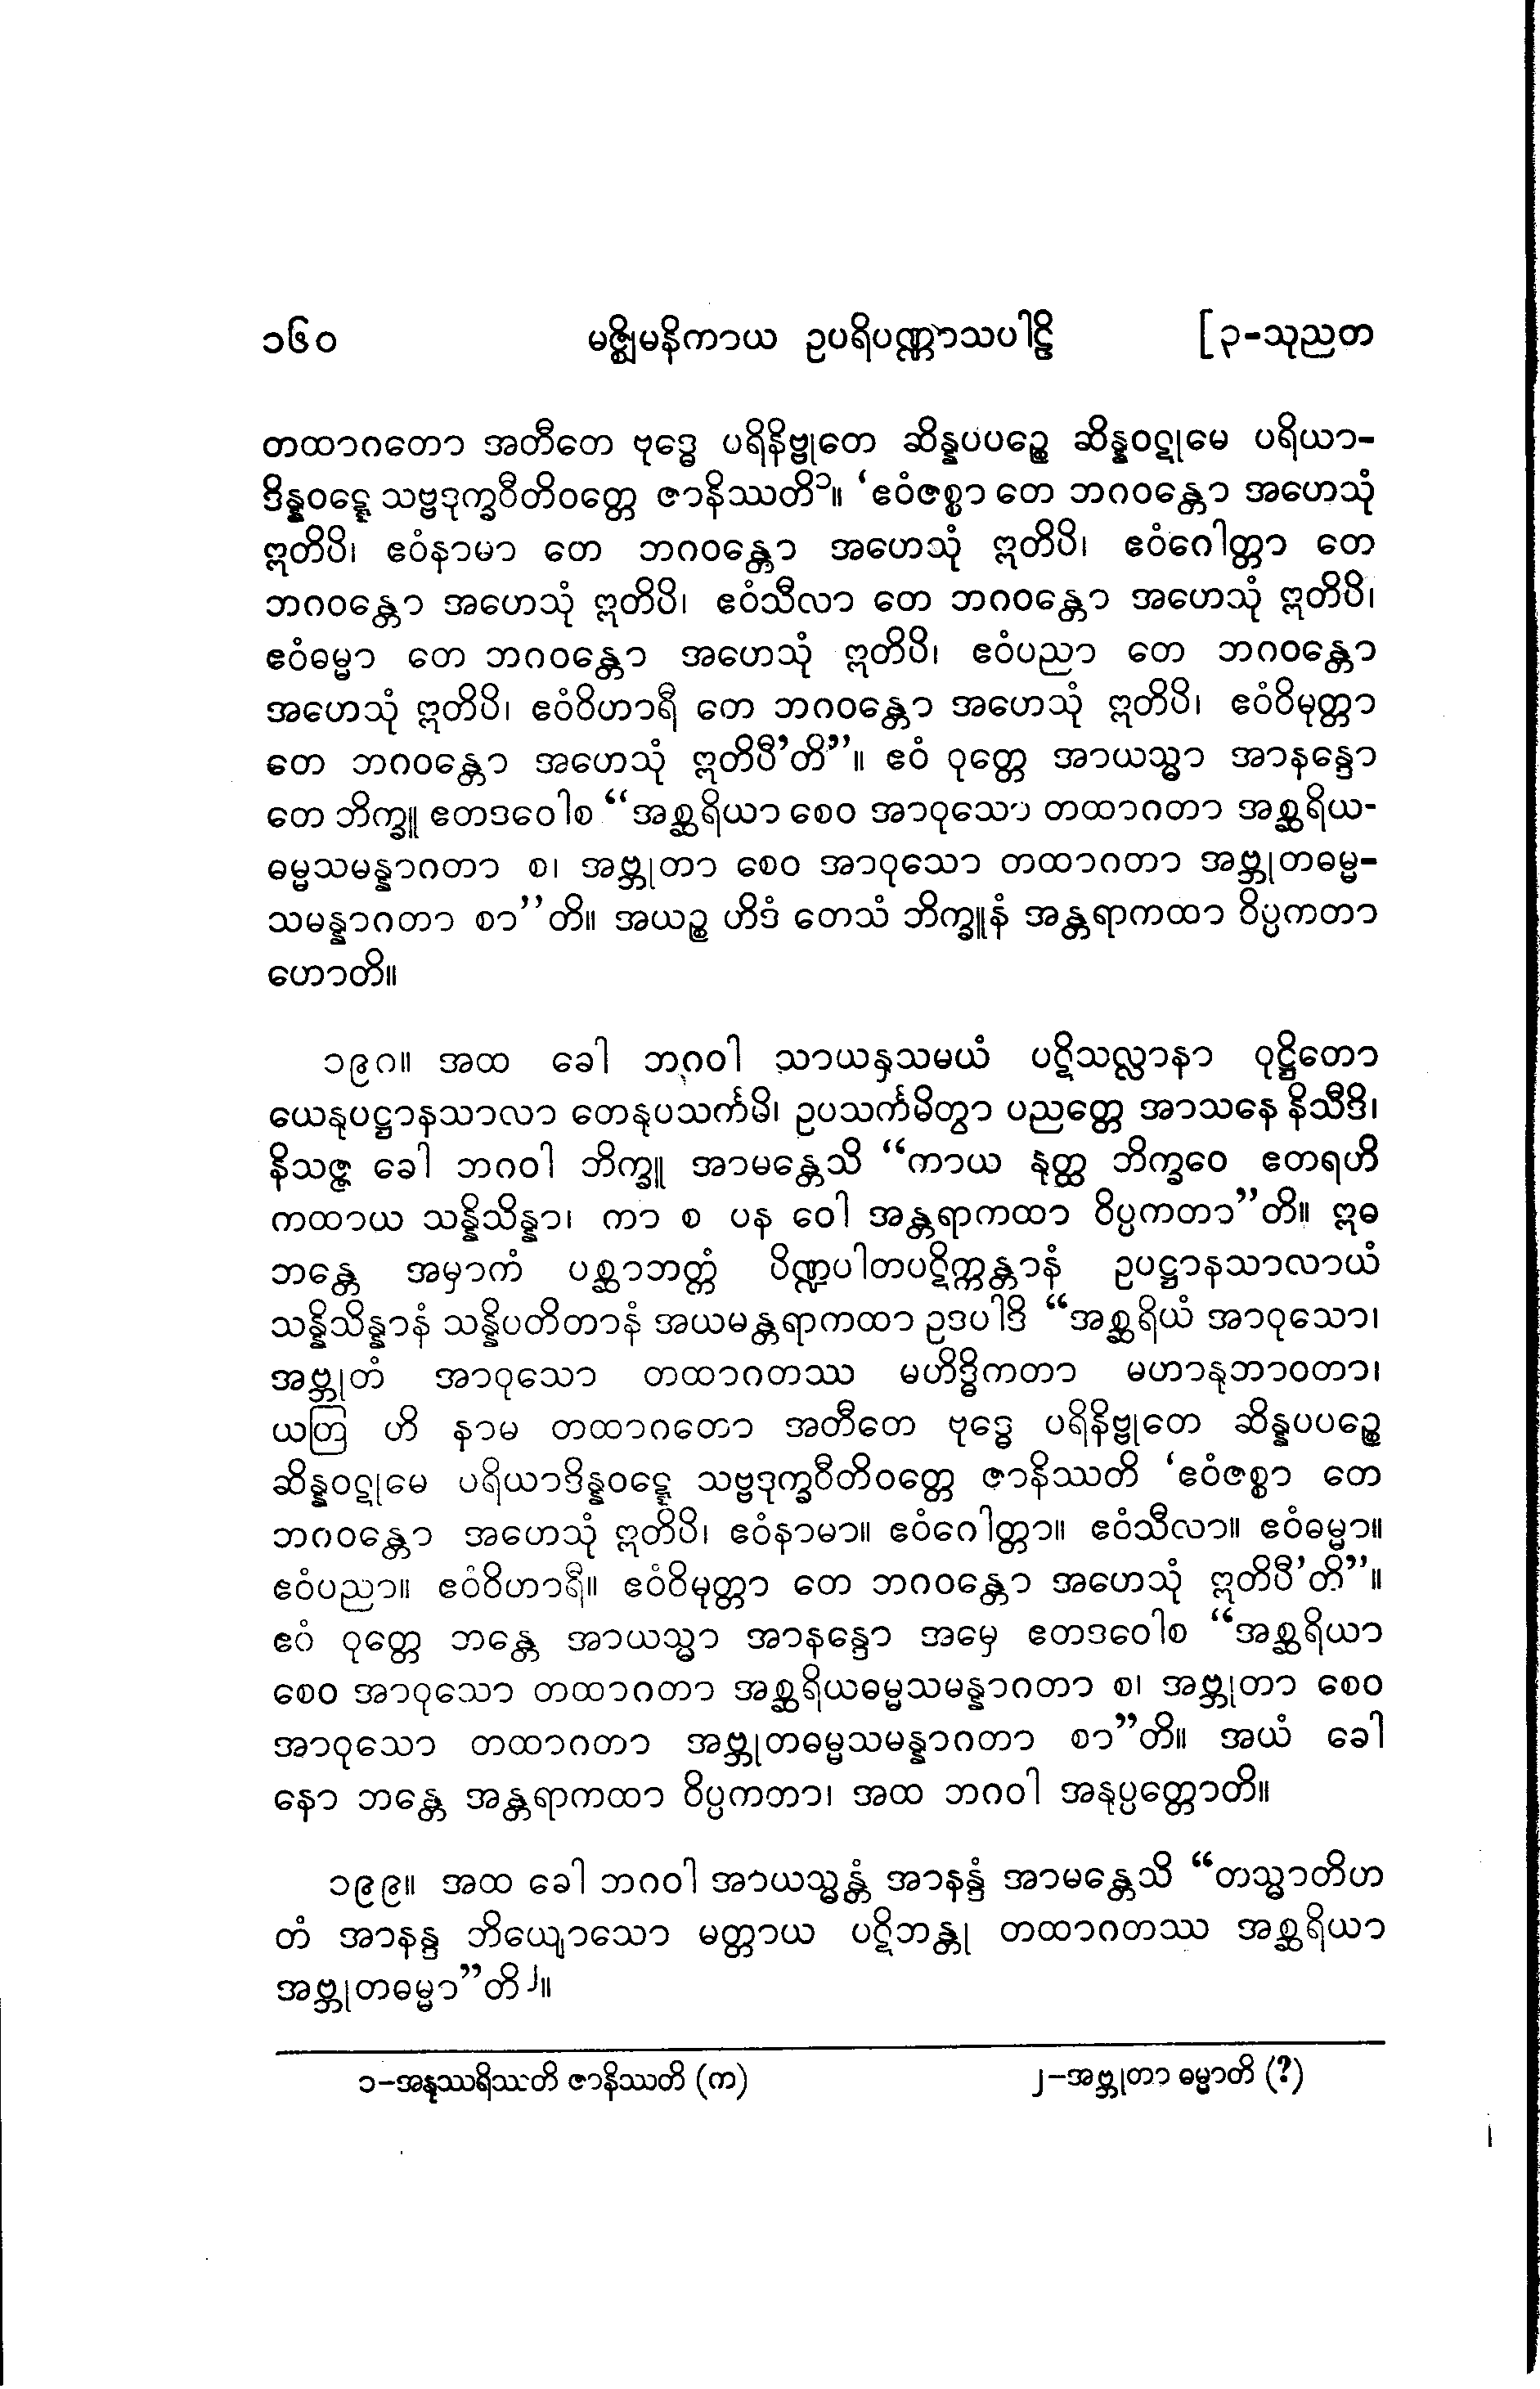 ၁၆၀ မဇ္ဈိမနိကာယ ဥပရိပဏ္ဏာသပါဠိ [၃-သုညတ
တထာဂတော အတီတေ ဗုဒ္ဓေ ပရိနိဗ္ဗုတေ ဆိန္နပပဉ္စေ ဆိန္နဝဋုမေ ပရိယာ-
ဒိန္နဝဋ္ဋေ သဗ္ဗဒုက္ခဝီတိဝတ္တေ ဇာနိဿတိ၁။ ‘ဧဝံဇစ္စာ တေ ဘဂဝန္တော အဟေသုံ
ဣတိပိ၊ ဧဝံနာမာ တေ ဘဂဝန္တော အဟေသုံ ဣတိပိ၊ ဧဝံဂေါတ္တာ တေ
ဘဂဝန္တော အဟေသုံ ဣတိပိ၊ ဧဝံသီလာ တေ ဘဂဝန္တော အဟေသုံ ဣတိပိ၊
ဧဝံဓမ္မာ တေ ဘဂဝန္တော အဟေသုံ ဣတိပိ၊ ဧဝံပညာ တေ ဘဂဝန္တော
အဟေသုံ ဣတိပိ၊ ဧဝံဝိဟာရီ တေ ဘဂဝန္တော အဟေသုံ ဣတိပိ၊ ဧဝံဝိမုတ္တာ
တေ ဘဂဝန္တော အဟေသုံ ဣတိပီ’တိ”။ ဧဝံ ဝုတ္တေ အာယသ္မာ အာနန္ဒော
တေ ဘိက္ခူ ဧတဒဝေါစ “အစ္ဆရိယာ စေဝ အာဝုသော တထာဂတာ အစ္ဆရိယ-
ဓမ္မသမန္နာဂတာ စ၊ အဗ္ဘုတာ စေဝ အာဝုသော တထာဂတာ အဗ္ဘုတဓမ္မ-
သမန္နာဂတာ စာ”တိ။ အယဉ္စ ဟိဒံ တေသံ ဘိက္ခူနံ အန္တရာကထာ ဝိပ္ပကတာ
ဟောတိ။
၁၉၈။ အထ ခေါ ဘဂဝါ သာယနှသမယံ ပဋိသလ္လာနာ ဝုဋ္ဌိတော
ယေနုပဋ္ဌာနသာလာ တေနုပသင်္ကမိ၊ ဥပသင်္ကမိတွာ ပညတ္တေ အာသနေ နိသီဒိ၊
နိသဇ္ဇ ခေါ ဘဂဝါ ဘိက္ခူ အာမန္တေသိ “ကာယ နုတ္ထ ဘိက္ခဝေ ဧတရဟိ
ကထာယ သန္နိသိန္နာ၊ ကာ စ ပန ဝေါ အန္တရာကထာ ဝိပ္ပကတာ”တိ။ ဣဓ
ဘန္တေ အမှာကံ ပစ္ဆာဘတ္တံ ပိဏ္ဍပါတပဋိက္ကန္တာနံ ဥပဋ္ဌာနသာလာယံ
သန္နိသိန္နာနံ သန္နိပတိတာနံ အယမန္တရာကထာ ဥဒပါဒိ “အစ္ဆရိယံ အာဝုသော၊
အဗ္ဘုတံ အာဝုသော တထာဂတဿ မဟိဒ္ဓိကတာ မဟာနုဘာဝတာ၊
ယတြ ဟိ နာမ တထာဂတော အတီတေ ဗုဒ္ဓေ ပရိနိဗ္ဗုတေ ဆိန္နပပဉ္စေ
ဆိန္နဝဋုမေ ပရိယာဒိန္နဝဋ္ဋေ သဗ္ဗဒုက္ခဝီတိဝတ္တေ ဇာနိဿတိ ‘ဧဝံဇစ္စာ တေ
ဘဂဝန္တော အဟေသုံ ဣတိပိ၊ ဧဝံနာမာ။ ဧဝံဂေါတ္တာ။ ဧဝံသီလာ။ ဧဝံဓမ္မာ။
ဧဝံပညာ။ ဧဝံဝိဟာရီ။ ဧဝံဝိမုတ္တာ တေ ဘဂဝန္တော အဟေသုံ ဣတိပီ’တိ”။
ဧဝံ ဝုတ္တေ ဘန္တေ အာယသ္မာ အာနန္ဒော အမှေ ဧတဒဝေါစ “အစ္ဆရိယာ
စေဝ အာဝုသော တထာဂတာ အစ္ဆရိယဓမ္မသမန္နာဂတာ စ၊ အဗ္ဘုတာ စေဝ
အာဝုသော တထာဂတာ အဗ္ဘုတဓမ္မသမန္နာဂတာ စာ”တိ။ အယံ ခေါ
နော ဘန္တေ အန္တရာကထာ ဝိပ္ပကတာ၊ အထ ဘဂဝါ အနုပ္ပတ္တောတိ။
၁၉၉။ အထ ခေါ ဘဂဝါ အာယသ္မန္တံ အာနန္ဒံ အာမန္တေသိ “တသ္မာတိဟ
တံ အာနန္ဒ ဘိယျောသော မတ္တာယ ပဋိဘန္တု တထာဂတဿ အစ္ဆရိယာ
အဗ္ဘုတဓမ္မာ”တိ၂။
၁-အနုဿရိဿတိ ဇာနိဿတိ (က) ၂-အဗ္ဘုတာ ဓမ္မာတိ (?)